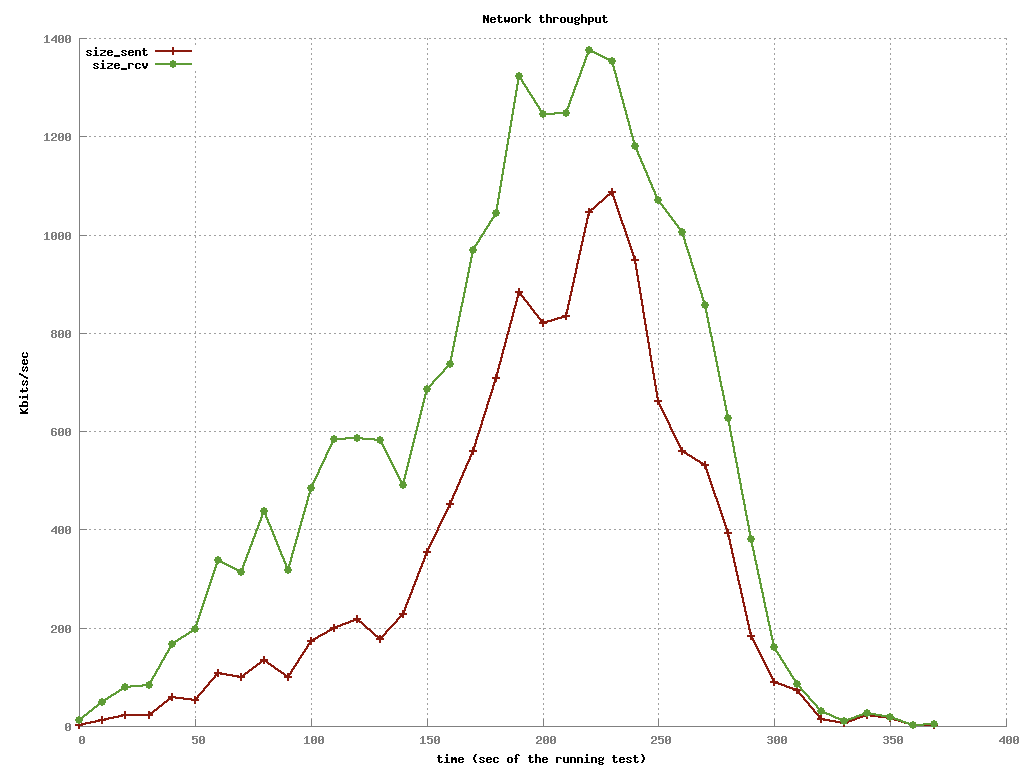 Network throughput
size_sent
size_rcv
1400
1200
1000
800
600
400
200
0
Kbits/sec
0 50 100 150 200 250 300 350 400
time (sec of the running test)